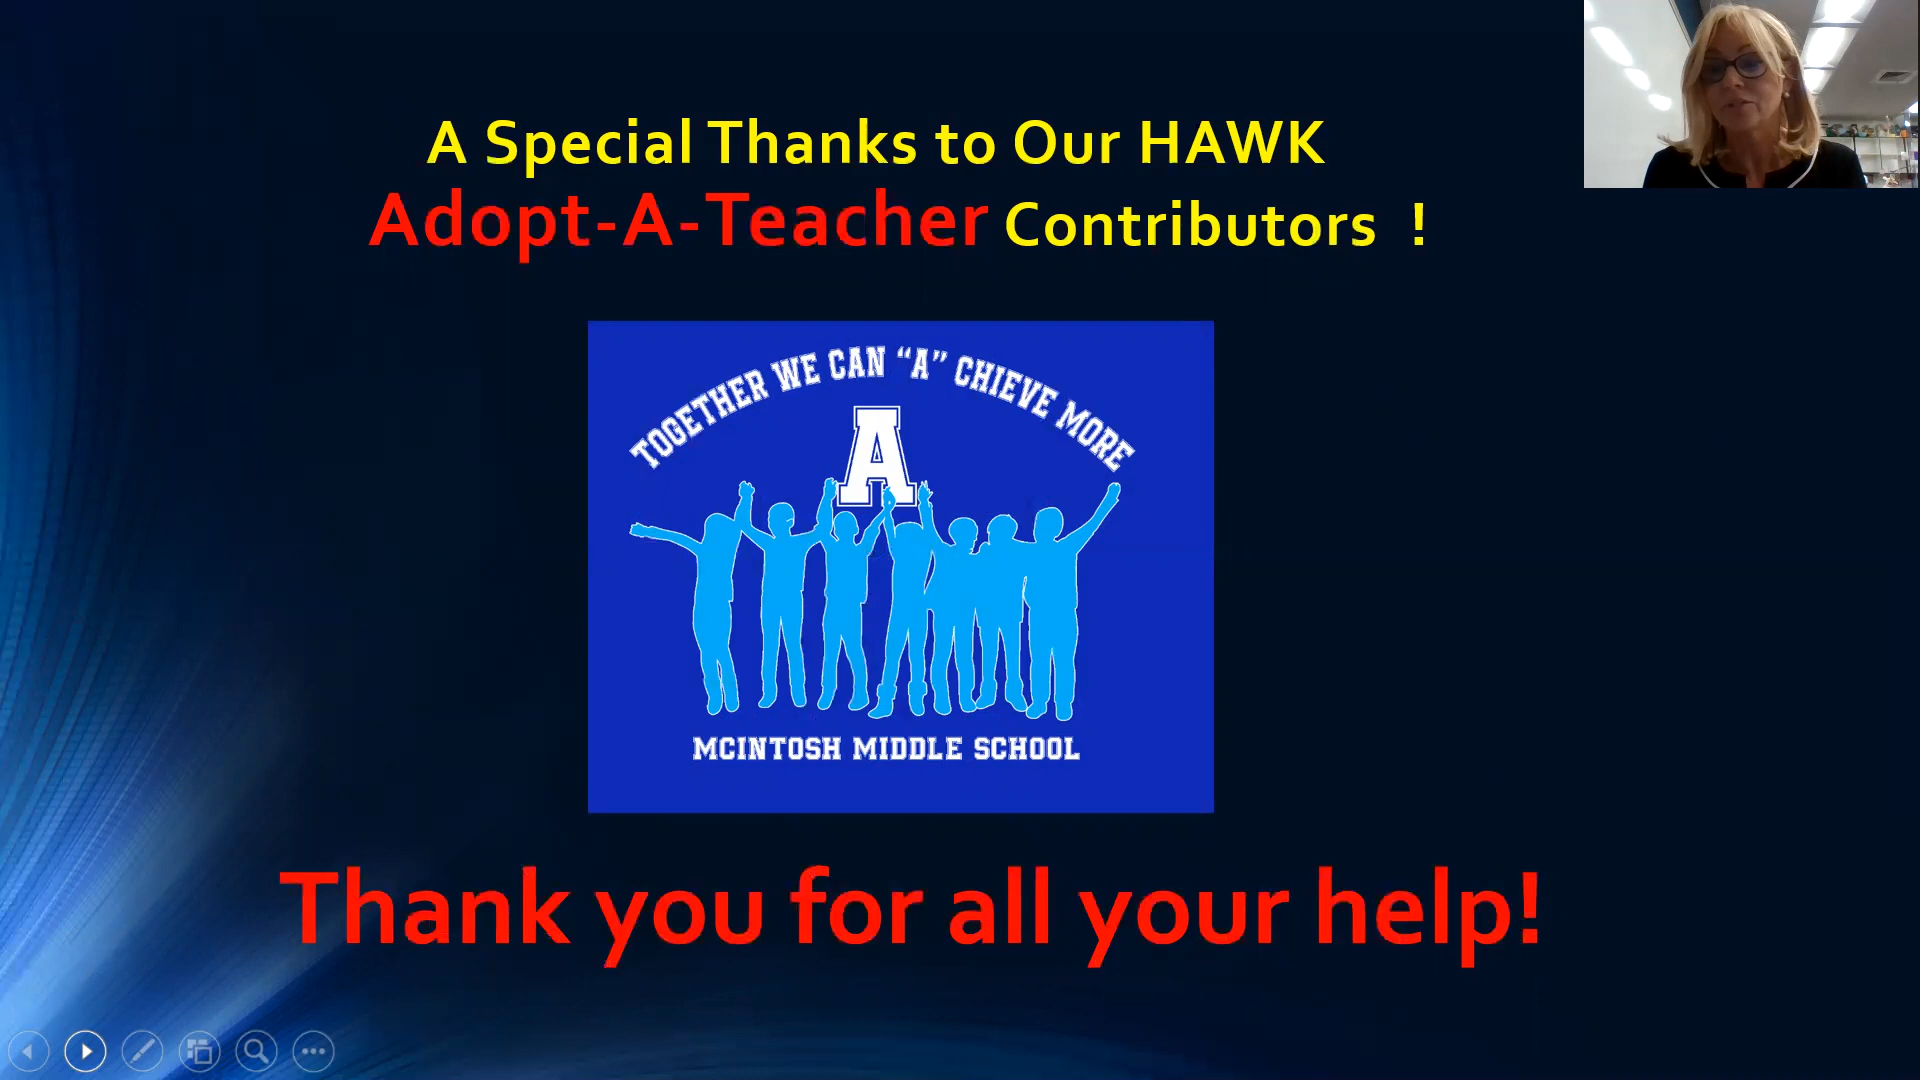 A Special Thanks to Our HAWK
Adopt-A-Teacher Contributors !
TOGETHER WE CAN “A” CHIEVE MORE
A
MCINTOSH MIDDLE SCHOOL
Thank you for all your help!